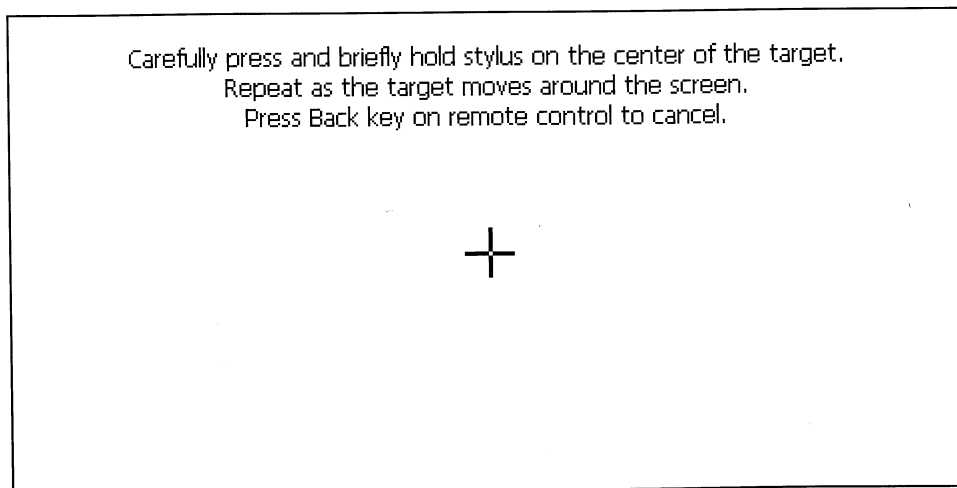 Carefully press and briefly hold stylus on the center of the target.
Repeat as the target moves around the screen.
Press Back key on remote control to cancel.